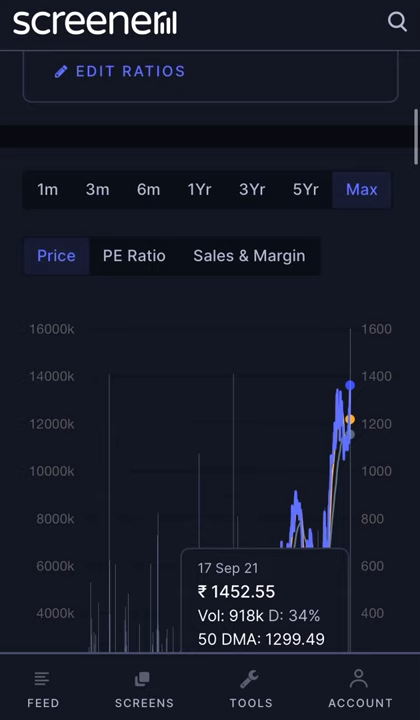 screener
EDIT RATIOS
1m 3m 6m 1Yr 3Yr 5Yr Max
Price PE Ratio Sales & Margin
16000k 1600
14000k 1400
12000k 1200
10000k 1000
8000k 800
6000k 600
4000k 400
17 Sep 21
₹ 1452.55
Vol: 918k D: 34%
50 DMA: 1299.49
FEED SCREENS TOOLS ACCOUNT